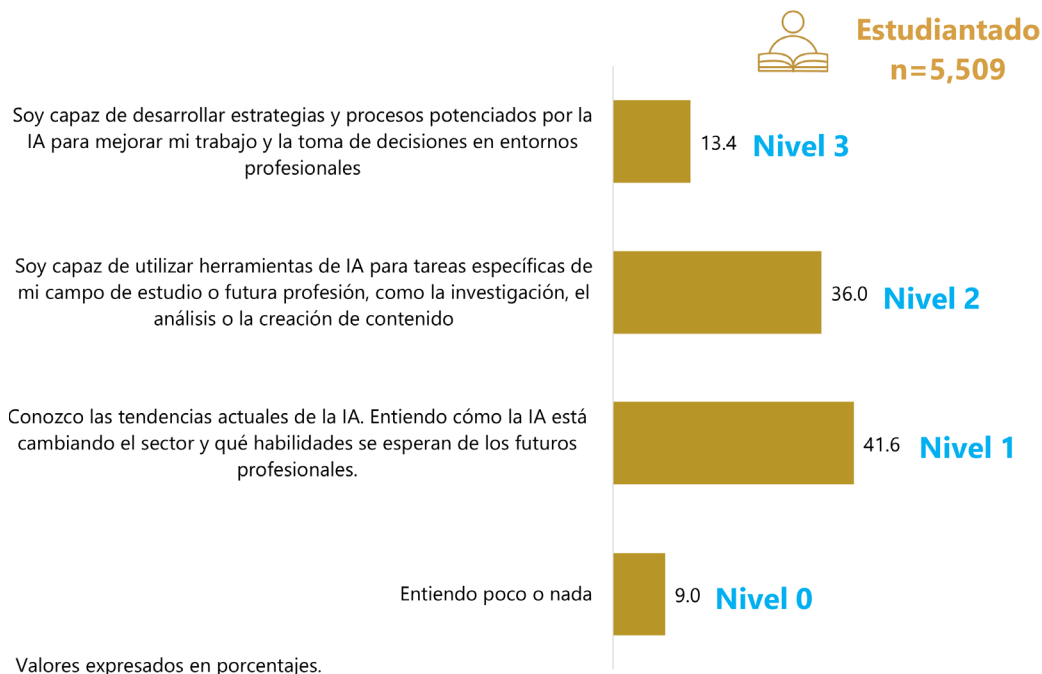 Estudiantado
n=5,509
Soy capaz de desarrollar estrategias y procesos potenciados por la
IA para mejorar mi trabajo y la toma de decisiones en entornos
profesionales
13.4 Nivel 3
Soy capaz de utilizar herramientas de IA para tareas específicas de
mi campo de estudio o futura profesión, como la investigación, el
análisis o la creación de contenido
36.0 Nivel 2
Conozco las tendencias actuales de la IA. Entiendo cómo la IA está
cambiando el sector y qué habilidades se esperan de los futuros
profesionales.
41.6 Nivel 1
Entiendo poco o nada
9.0 Nivel 0
Valores expresados en porcentajes.